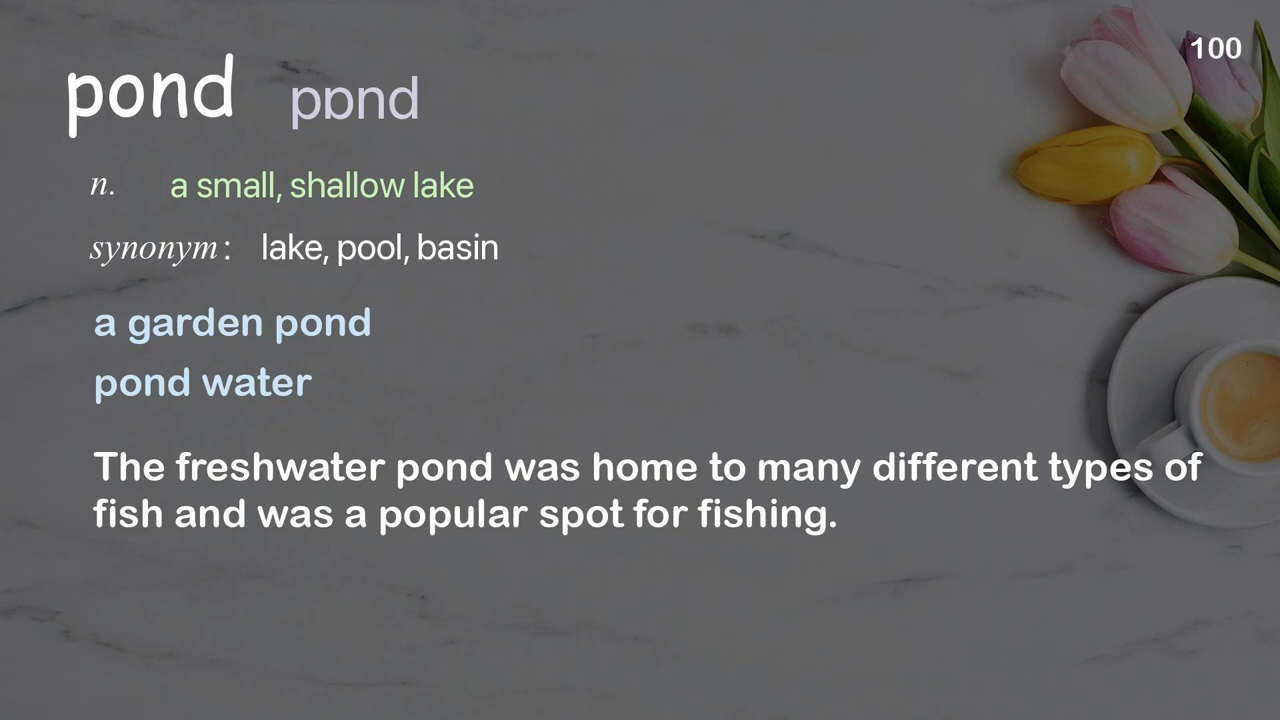 100
pond pɒnd
n. a small, shallow lake
synonym: lake, pool, basin
a garden pond
pond water
The freshwater pond was home to many different types of
fish and was a popular spot for fishing.